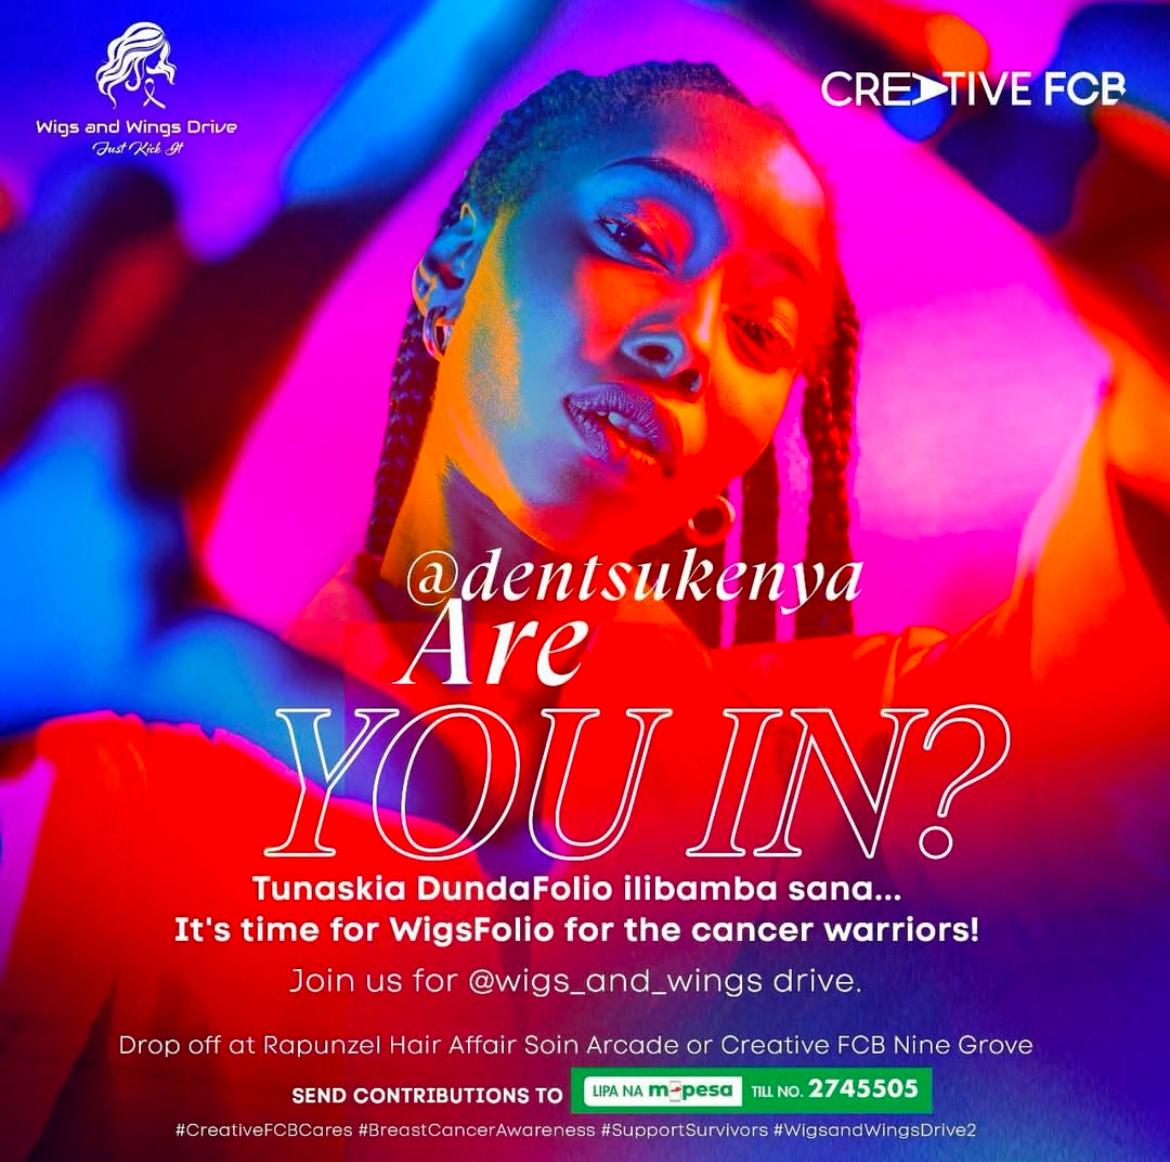 Wigs and Wings Drive
Just Kick It
CREATIVE FCB
@dentsukenya
Are
YOU IN?
Tunaskia DundaFolio ilibamba sana...
It's time for WigsFolio for the cancer warriors!
Join us for @wigs_and_wings drive.
Drop off at Rapunzel Hair Affair Soin Arcade or Creative FCB Nine Grove
SEND CONTRIBUTIONS TO LIPA NA m-pesa TILL NO. 2745505
#CreativeFCBCares #BreastCancerAwareness #SupportSurvivors #WigsandWingsDrive2